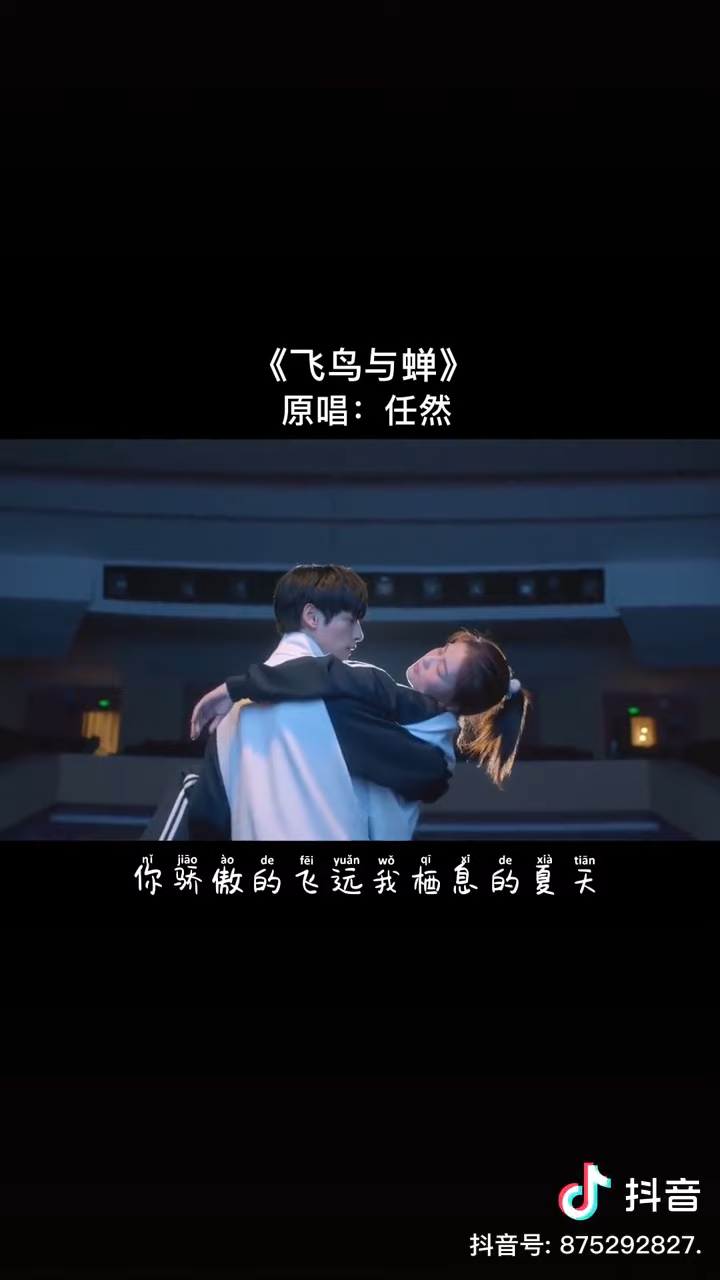 《飞鸟与蝉》
原唱：任然
nǐ jiāo ào de fēi yuǎn wǒ qī xī de xià tiān
你骄傲的飞远我栖息的夏天
抖音
抖音号: 875292827.